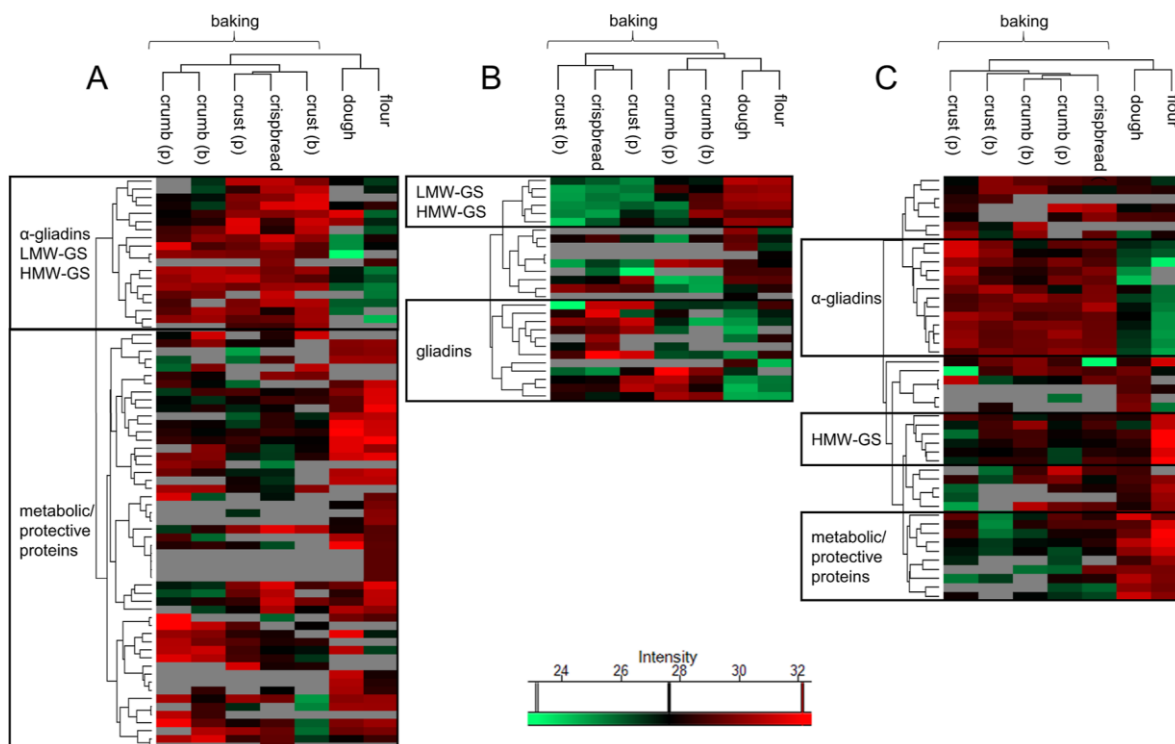 baking
A
crumb (p)
crumb (b)
crust (p)
crispbread
crust (b)
dough
flour
α-gliadins
LMW-GS
HMW-GS
metabolic/
protective
proteins
baking
B
crust (b)
crispbread
crust (p)
crumb (p)
crumb (b)
dough
flour
LMW-GS
HMW-GS
gliadins
baking
C
crust (p)
crust (b)
crumb (b)
crumb (p)
crispbread
dough
flour
α-gliadins
HMW-GS
metabolic/
protective
proteins
Intensity
24 26 28 30 32